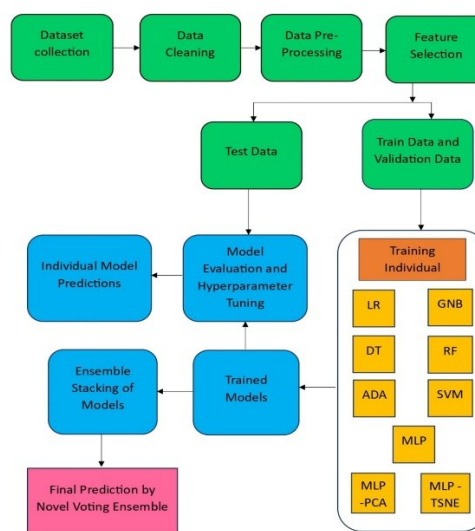 Dataset
collection
Data
Cleaning
Data Pre-
Processing
Feature
Selection
Test Data
Train Data and
Validation Data
Individual Model
Predictions
Model
Evaluation and
Hyperparameter
Tuning
Training
Individual
LR
GNB
DT
RF
ADA
SVM
MLP
MLP
-PCA
MLP -
TSNE
Ensemble
Stacking of
Models
Trained
Models
Final Prediction by
Novel Voting Ensemble